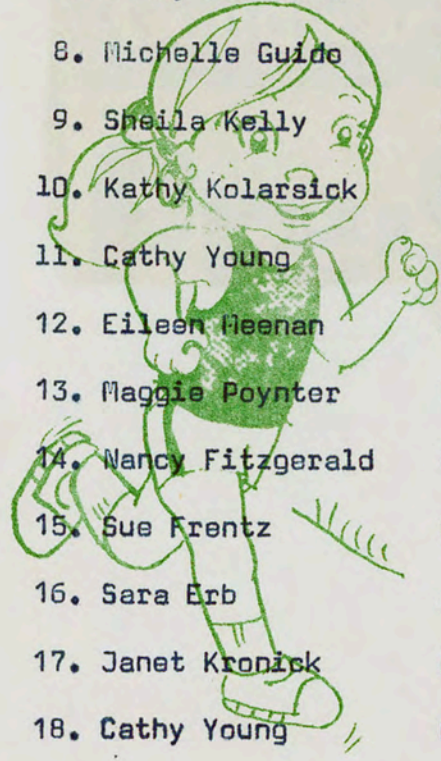 8. Michelle Guido
9. Sheila Kelly
10. Kathy Kolarsick
11. Cathy Young
12. Eileen Meenan
13. Maggie Poynter
14. Nancy Fitzgerald
15. Sue Frentz
16. Sara Erb
17. Janet Kronick
18. Cathy Young